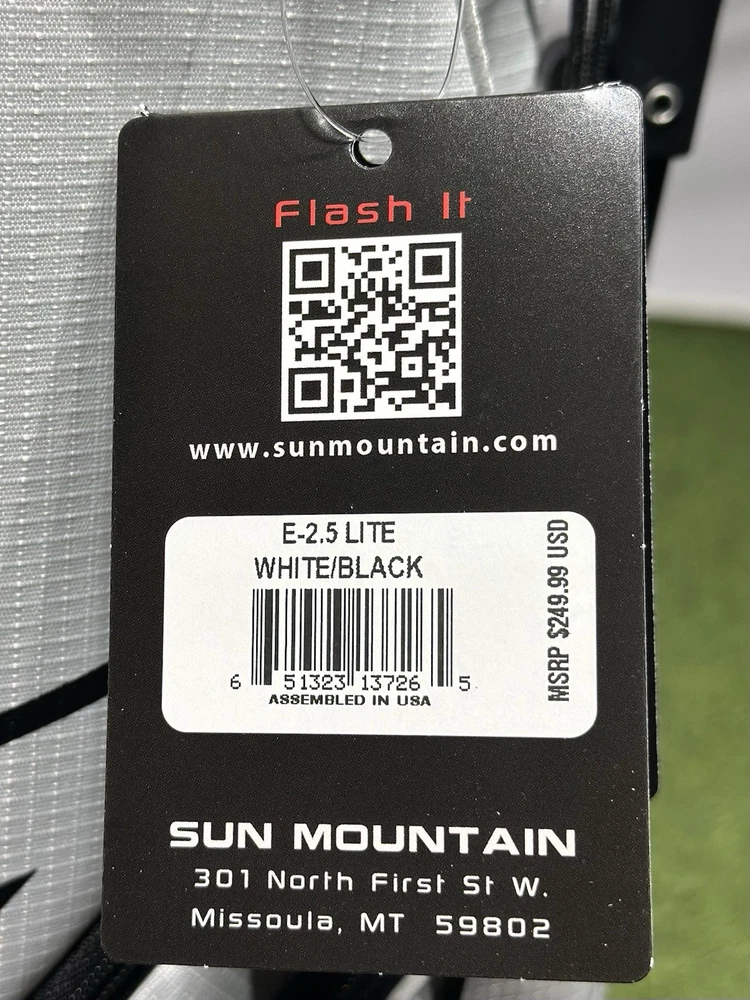 Flash It
www.sunmountain.com
E-2.5 LITE
WHITE/BLACK
MSRP $249.99 USD
6 51323 13726 5
ASSEMBLED IN USA
SUN MOUNTAIN
301 North First St W.
Missoula, MT 59802